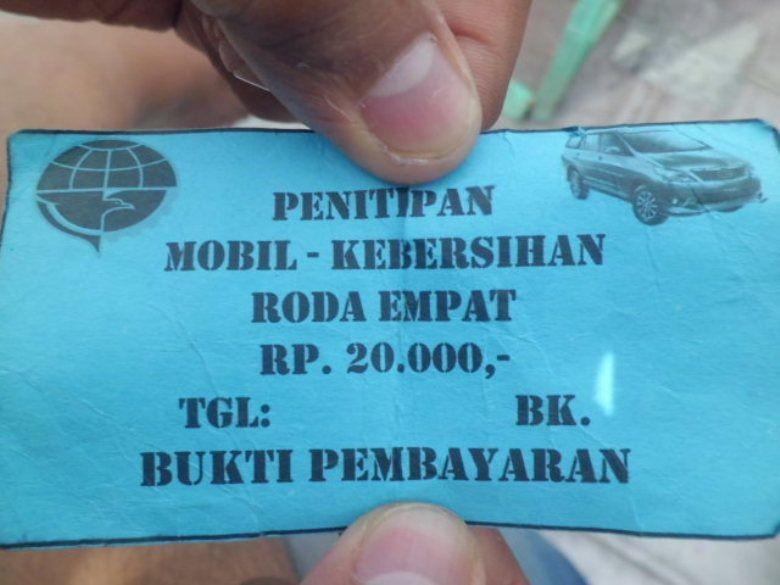 PENITIPAN
MOBIL - KEBERSIHAN
RODA EMPAT
RP. 20.000,-
TGL: BK.
BUKTI PEMBAYARAN